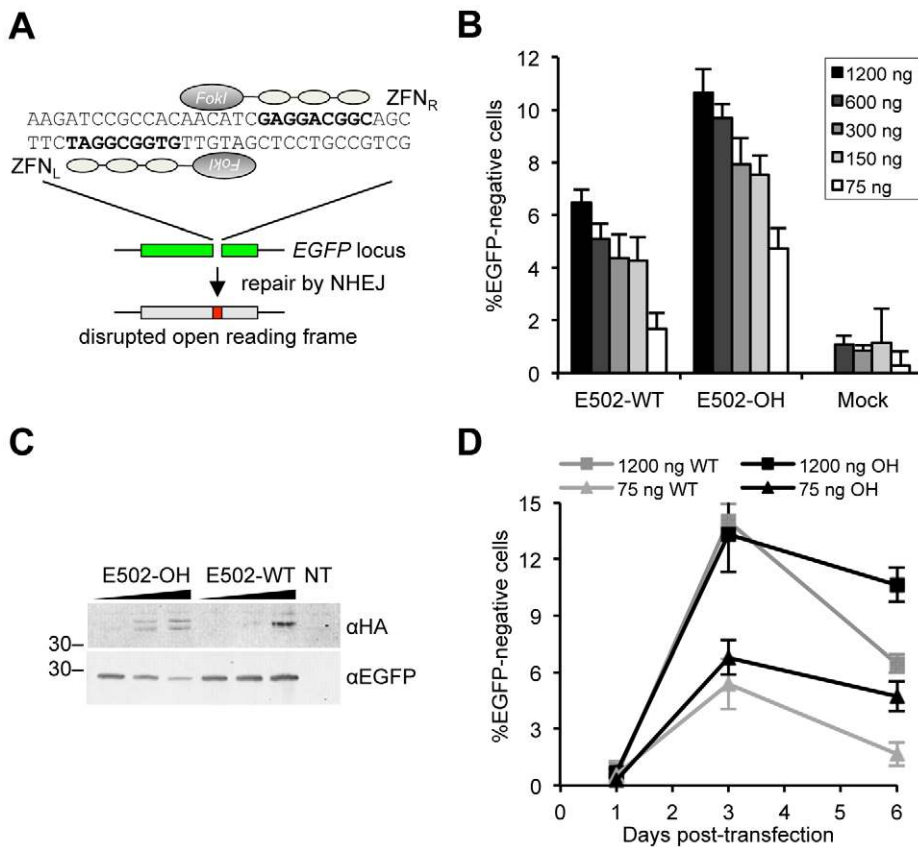 A
FokI
ZFNR
AAGATCCGCCACAACATCGAGGACGGCAGC
TTCTAGGCGGTGTTGTAGCTCCTGCCGTCG
ZFNL
FokI
EGFP locus
repair by NHEJ
disrupted open reading frame
B
%EGFP-negative cells
12
10
8
6
4
2
0
1200 ng
600 ng
300 ng
150 ng
75 ng
E502-WT E502-OH Mock
C
E502-OH E502-WT NT
αHA
30–
30–
αEGFP
D
1200 ng WT 1200 ng OH
75 ng WT 75 ng OH
%EGFP-negative cells
15
12
9
6
3
0
0 1 2 3 4 5 6
Days post-transfection